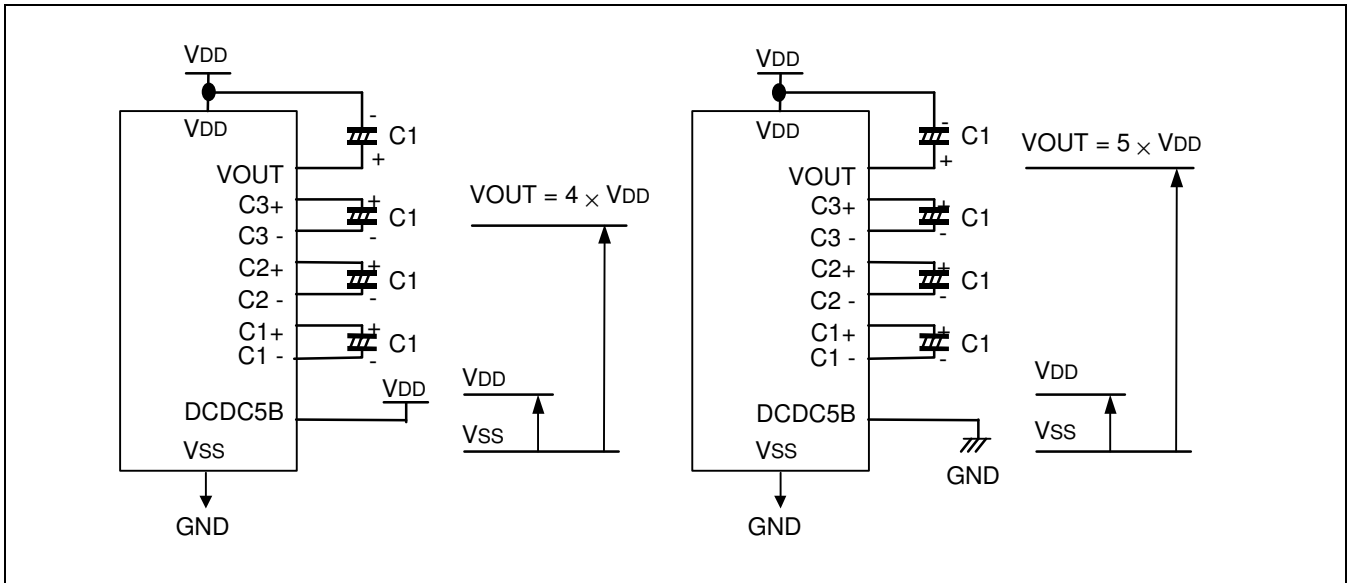 VDD
VDD
-
C1
+
VOUT
C3+
+
C1
C3 -
-
C2+
+
C1
C2 -
-
C1+
+
C1
C1 -
-
VDD
DCDC5B
VSS
GND
VOUT = 4 × VDD
VDD
VSS
VDD
VDD
-
C1
+
VOUT
C3+
+
C1
C3 -
-
C2+
+
C1
C2 -
-
C1+
+
C1
C1 -
-
DCDC5B
GND
VSS
GND
VOUT = 5 × VDD
VDD
VSS